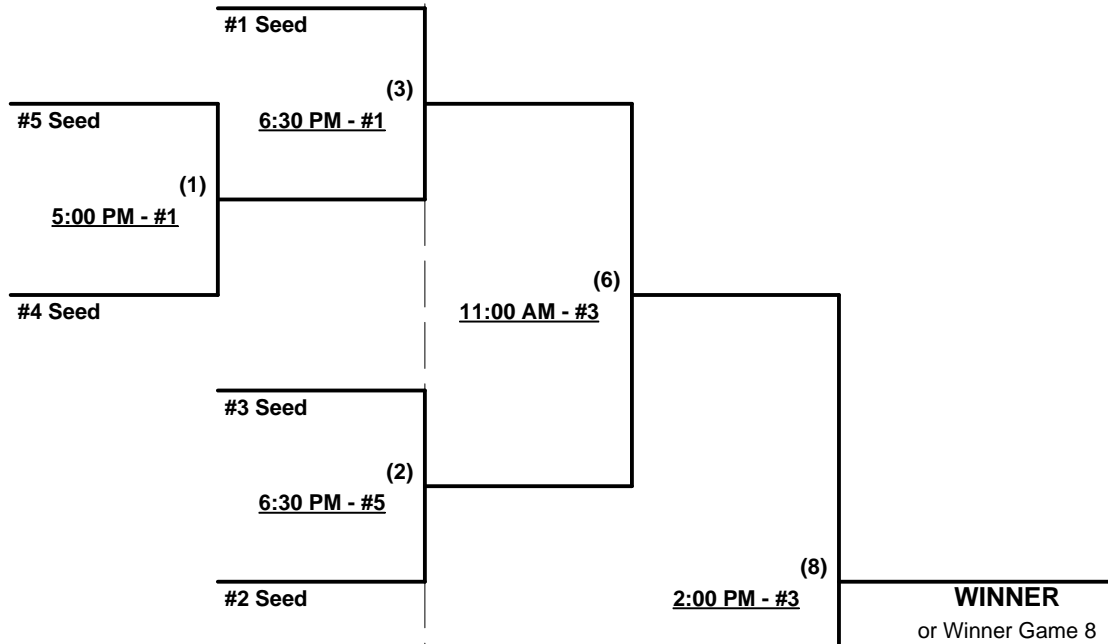 #1 Seed
(3)
6:30 PM - #1
#5 Seed
(1)
5:00 PM - #1
#4 Seed
(6)
11:00 AM - #3
#3 Seed
(2)
6:30 PM - #5
#2 Seed
(8)
2:00 PM - #3
WINNER
or Winner Game 8